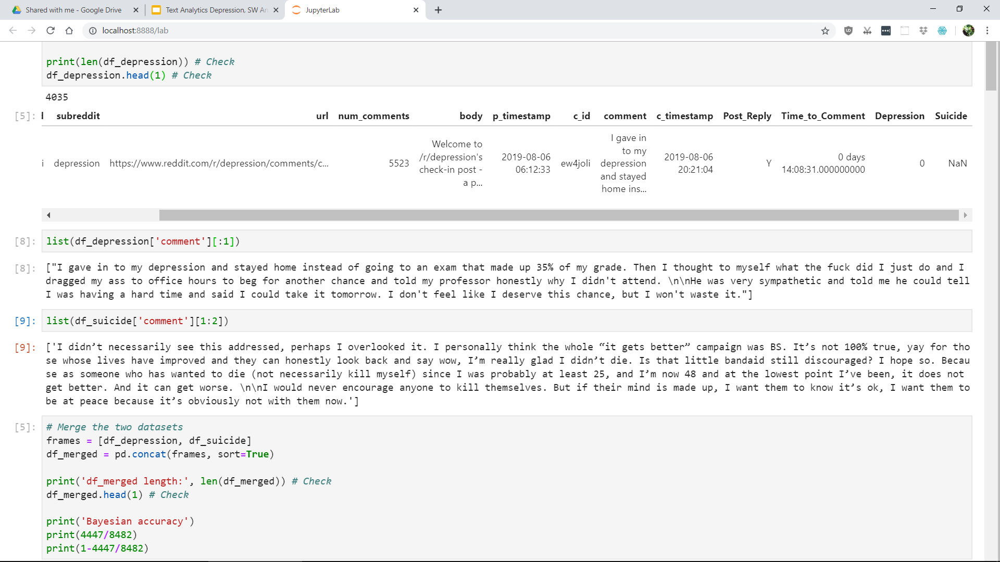 Shared with me - Google Drive
Text Analytics Depression, SW An
JupyterLab
localhost:8888/lab
print(len(df_depression)) # Check
df_depression.head(1) # Check
4035
[5]:
subreddit url num_comments body p_timestamp c_id comment c_timestamp Post_Reply Time_to_Comment Depression Suicide
i depression https://www.reddit.com/r/depression/comments/c... 5523 Welcome to /r/depression's check-in post - a p... 2019-08-06 06:12:33 ew4joli I gave in to my depression and stayed home ins... 2019-08-06 20:21:04 Y 0 days 14:08:31.000000000 0 NaN
[8]: list(df_depression['comment'][:1])
[8]: ["I gave in to my depression and stayed home instead of going to an exam that made up 35% of my grade. Then I thought to myself what the fuck did I just do and I
dragged my ass to office hours to beg for another chance and told my professor honestly why I didn't attend. \n\nHe was very sympathetic and told me he could tell
I was having a hard time and said I could take it tomorrow. I don't feel like I deserve this chance, but I won't waste it."]
[9]: list(df_suicide['comment'][1:2])
[9]: ['I didn’t necessarily see this addressed, perhaps I overlooked it. I personally think the whole “it gets better” campaign was BS. It’s not 100% true, yay for tho
se whose lives have improved and they can honestly look back and say wow, I’m really glad I didn’t die. Is that little bandaid still discouraged? I hope so. Becau
se as someone who has wanted to die (not necessarily kill myself) since I was probably at least 25, and I’m now 48 and at the lowest point I’ve been, it does not
get better. And it can get worse. \n\nI would never encourage anyone to kill themselves. But if their mind is made up, I want them to know it’s ok, I want them to
be at peace because it’s obviously not with them now.']
[5]: # Merge the two datasets
frames = [df_depression, df_suicide]
df_merged = pd.concat(frames, sort=True)
print('df_merged length:', len(df_merged)) # Check
df_merged.head(1) # Check
print('Bayesian accuracy')
print(4447/8482)
print(1-4447/8482)